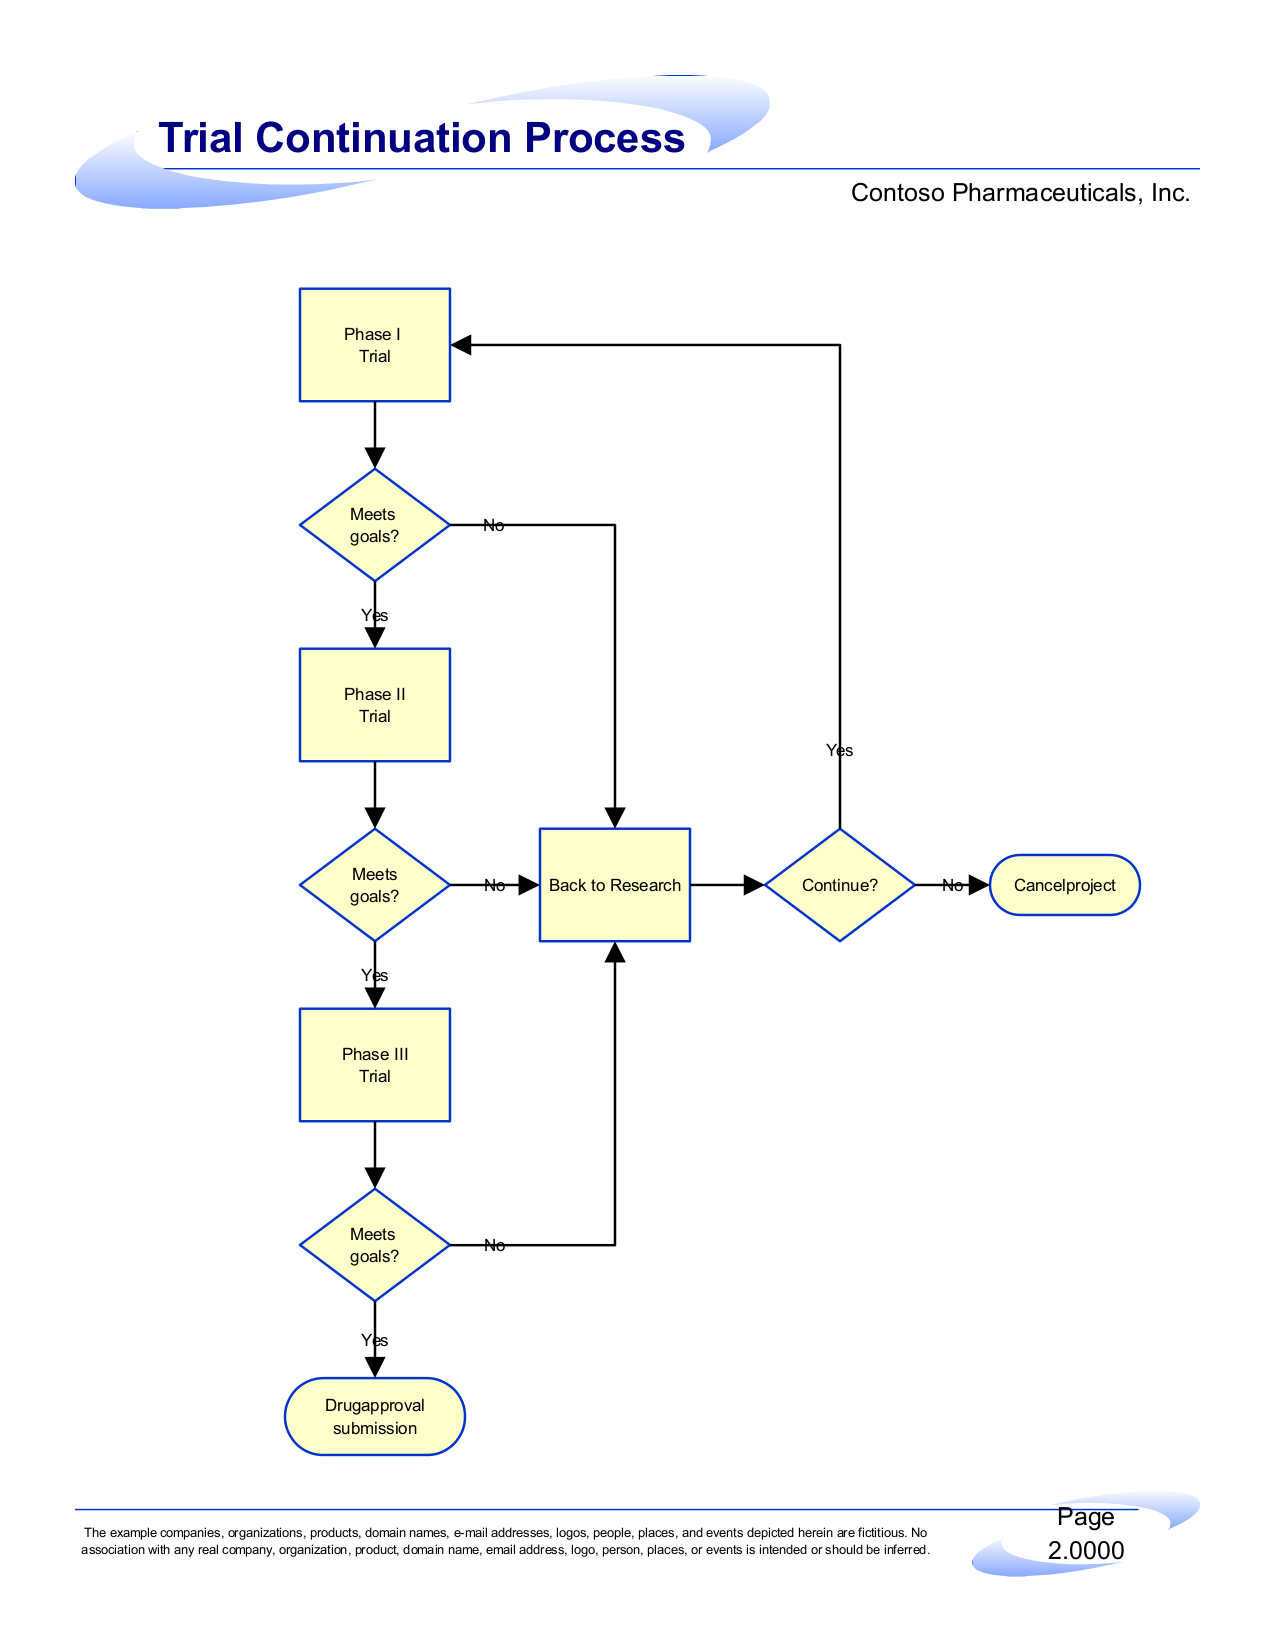 Trial Continuation Process
Contoso Pharmaceuticals, Inc.
Phase I
Trial
Meets
goals?
No
Yes
Phase II
Trial
Yes
Meets
goals?
No
Back to Research
Continue?
No
Cancelproject
Yes
Phase III
Trial
Meets
goals?
No
Yes
Drugapproval
submission
The example companies, organizations, products, domain names, e-mail addresses, logos, people, places, and events depicted herein are fictitious. No
association with any real company, organization, product, domain name, email address, logo, person, places, or events is intended or should be inferred.
Page
2.0000